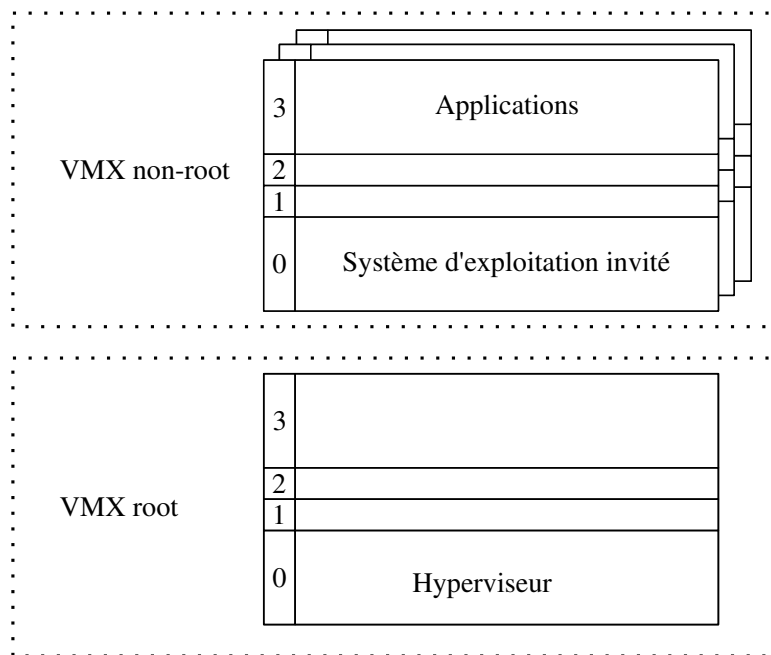 3 Applications
VMX non-root
2
1
0 Système d'exploitation invité
3
2
VMX root
1
0 Hyperviseur